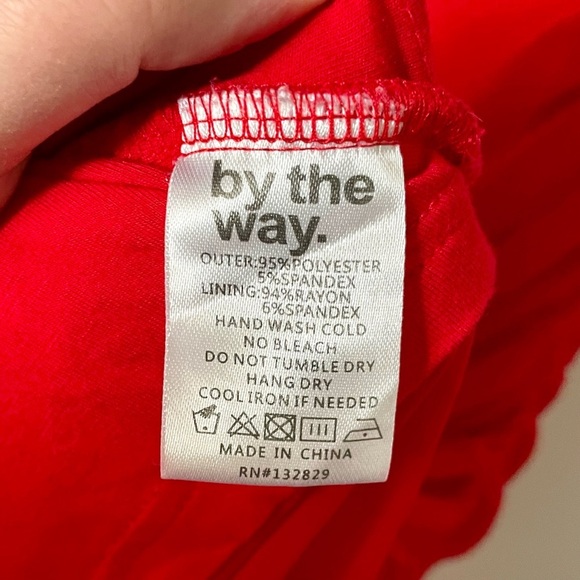 by the
way.
OUTER:95%POLYESTER
5%SPANDEX
LINING:94%RAYON
6%SPANDEX
HAND WASH COLD
NO BLEACH
DO NOT TUMBLE DRY
HANG DRY
COOL IRON IF NEEDED
MADE IN CHINA
RN#132829